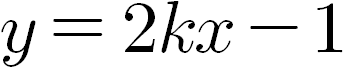 y = 2kx − 1